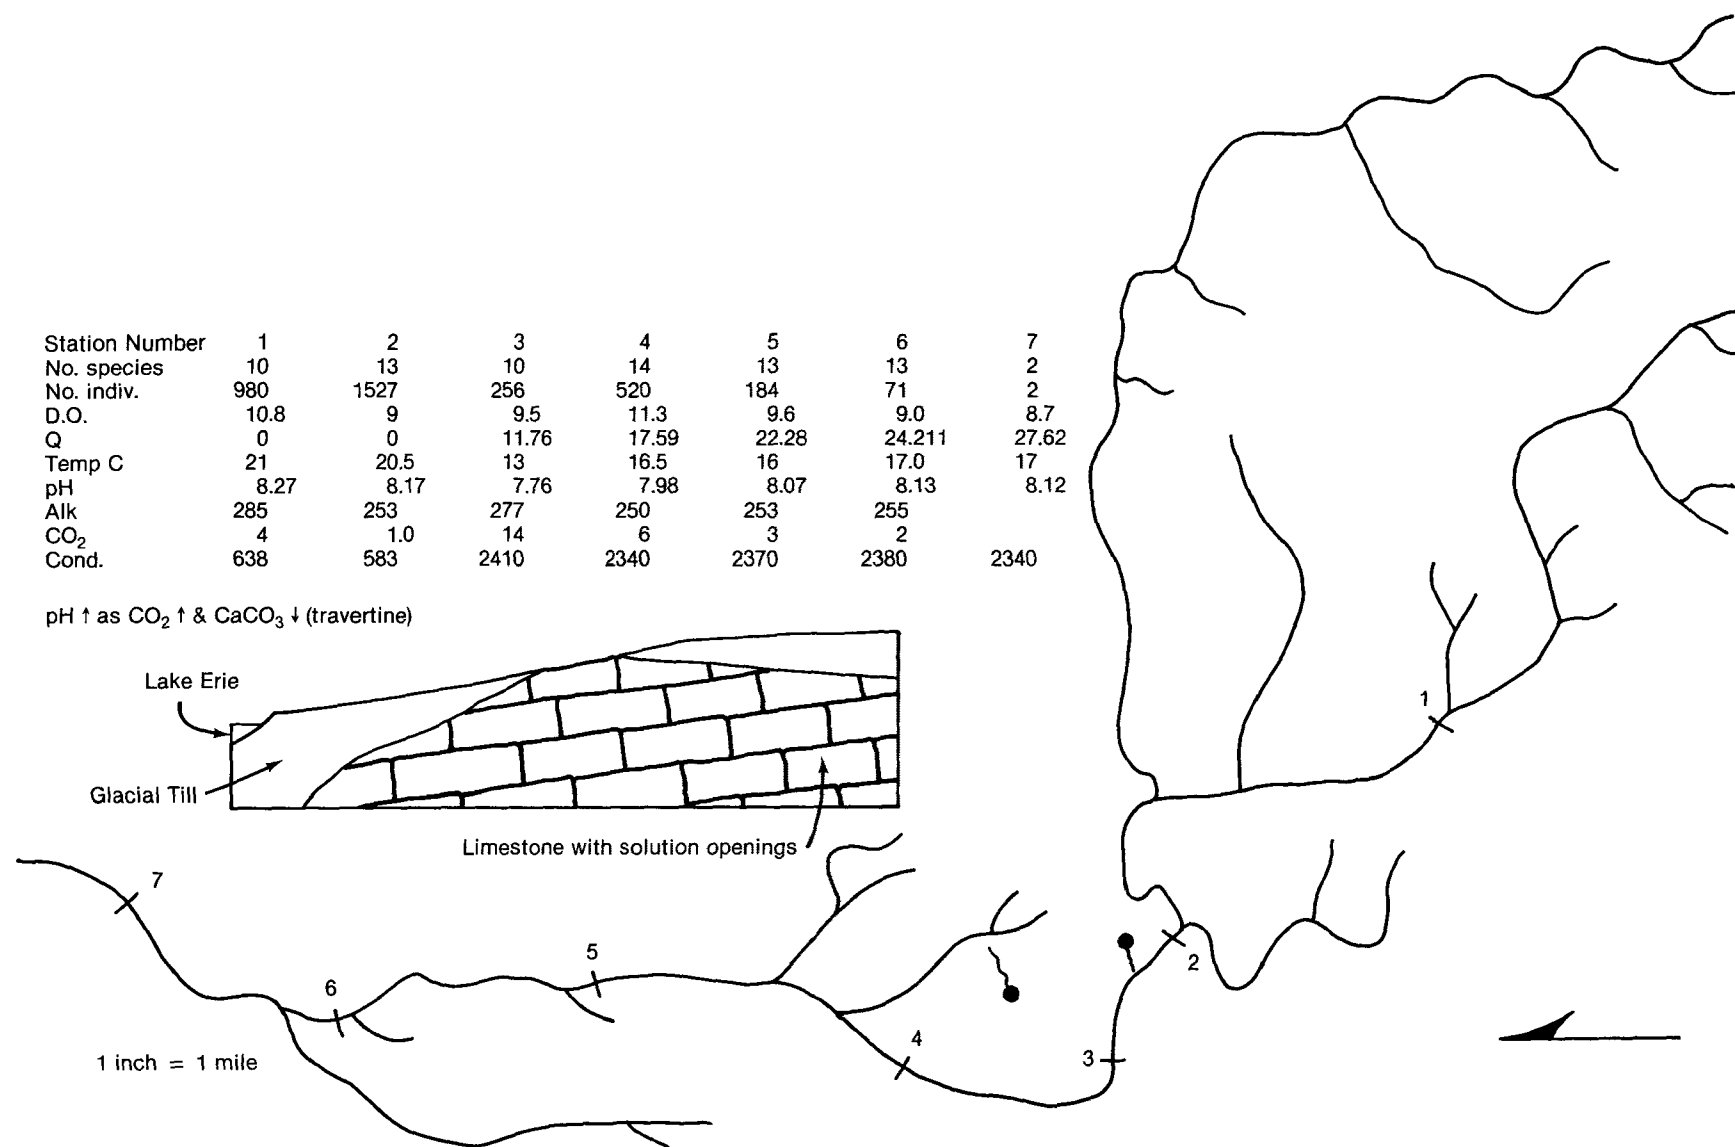 Station Number 1 2 3 4 5 6 7
No. species 10 13 10 14 13 13 2
No. indiv. 980 1527 256 520 184 71 2
D.O. 10.8 9 9.5 11.3 9.6 9.0 8.7
Q 0 0 11.76 17.59 22.28 24.211 27.62
Temp C 21 20.5 13 16.5 16 17.0 17
pH 8.27 8.17 7.76 7.98 8.07 8.13 8.12
Alk 285 253 277 250 253 255
CO₂ 4 1.0 14 6 3 2
Cond. 638 583 2410 2340 2370 2380 2340
pH ↑ as CO₂ ↑ & CaCO₃ ↓ (travertine)
Lake Erie
Glacial Till
Limestone with solution openings
1
7
5
2
6
4
3
1 inch = 1 mile